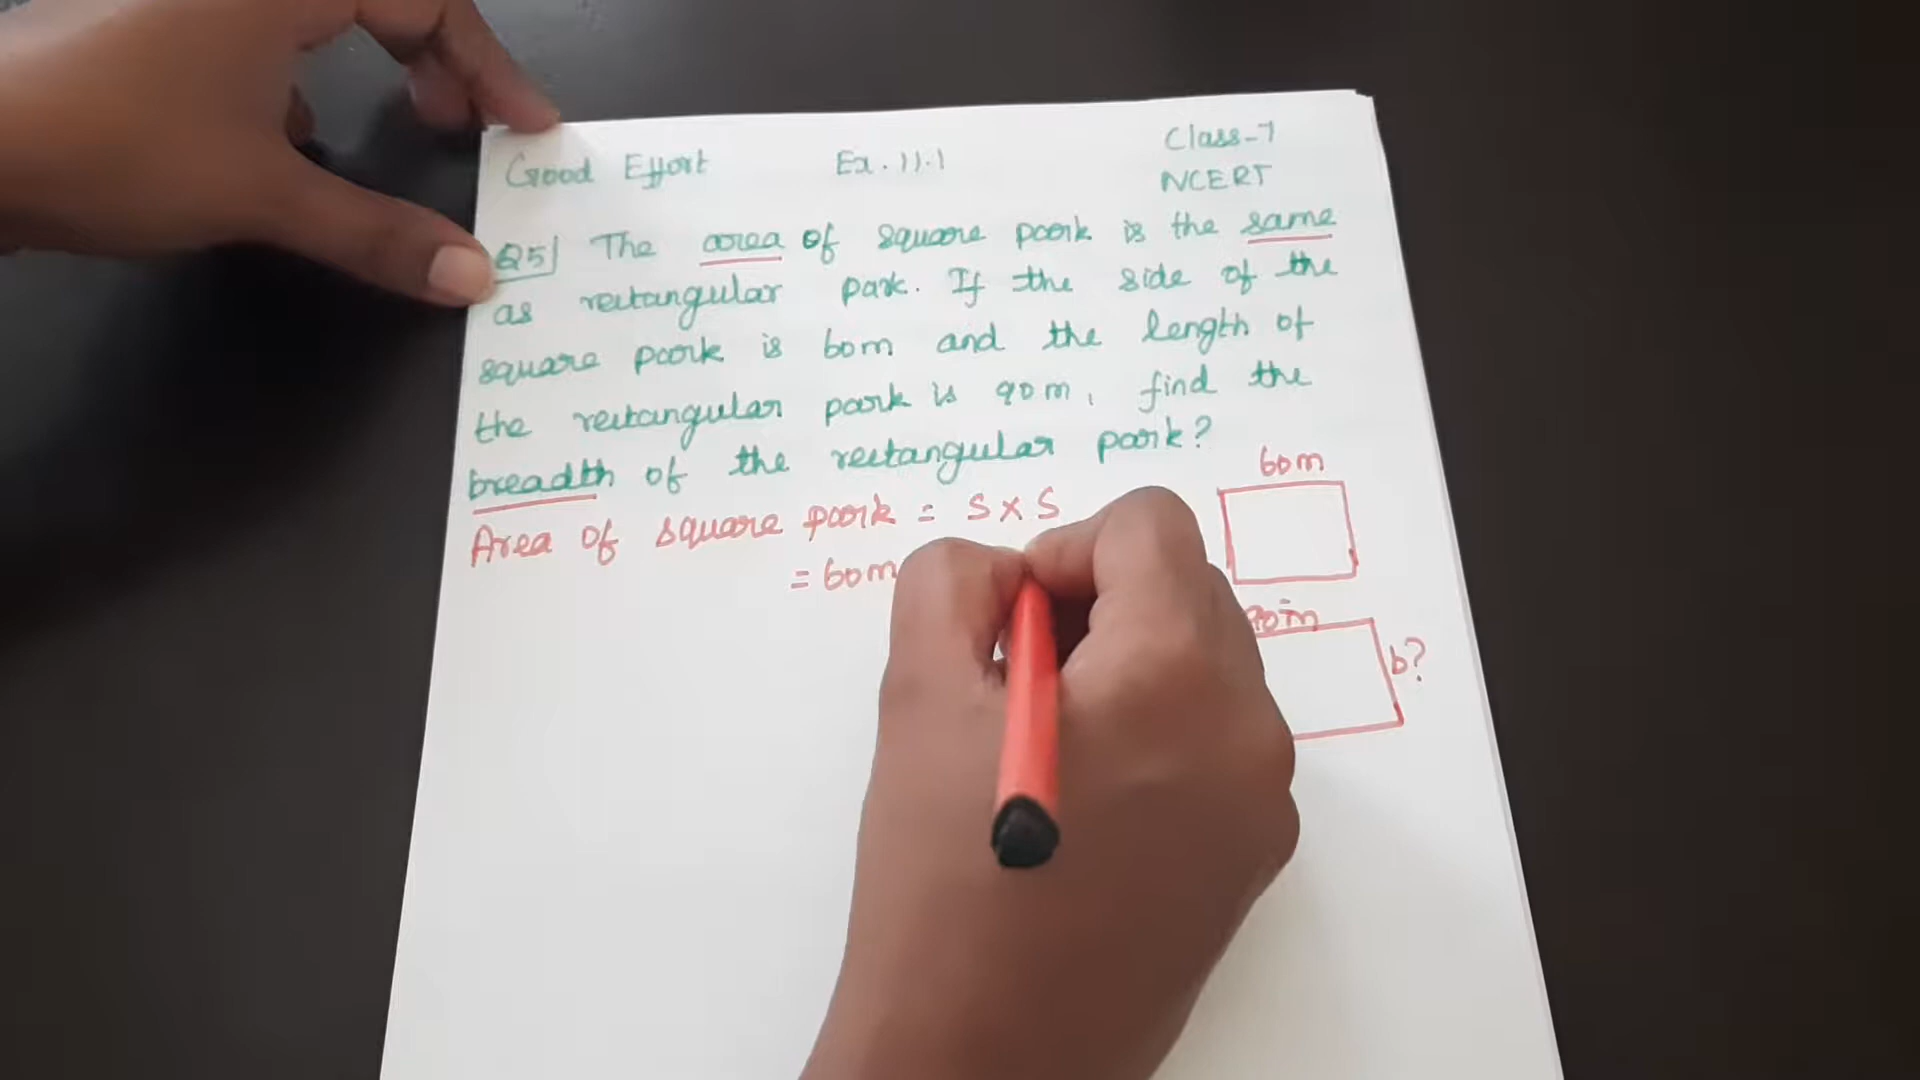 Good Effort Ex. 11.1 Class-7
NCERT
Q5| The area of square park is the same
as rectangular park. If the side of the
square park is 60m and the length of
the rectangular park is 90m, find the
breadth of the rectangular park?
Area of square park = S x S
= 60m
60m
90m
b?